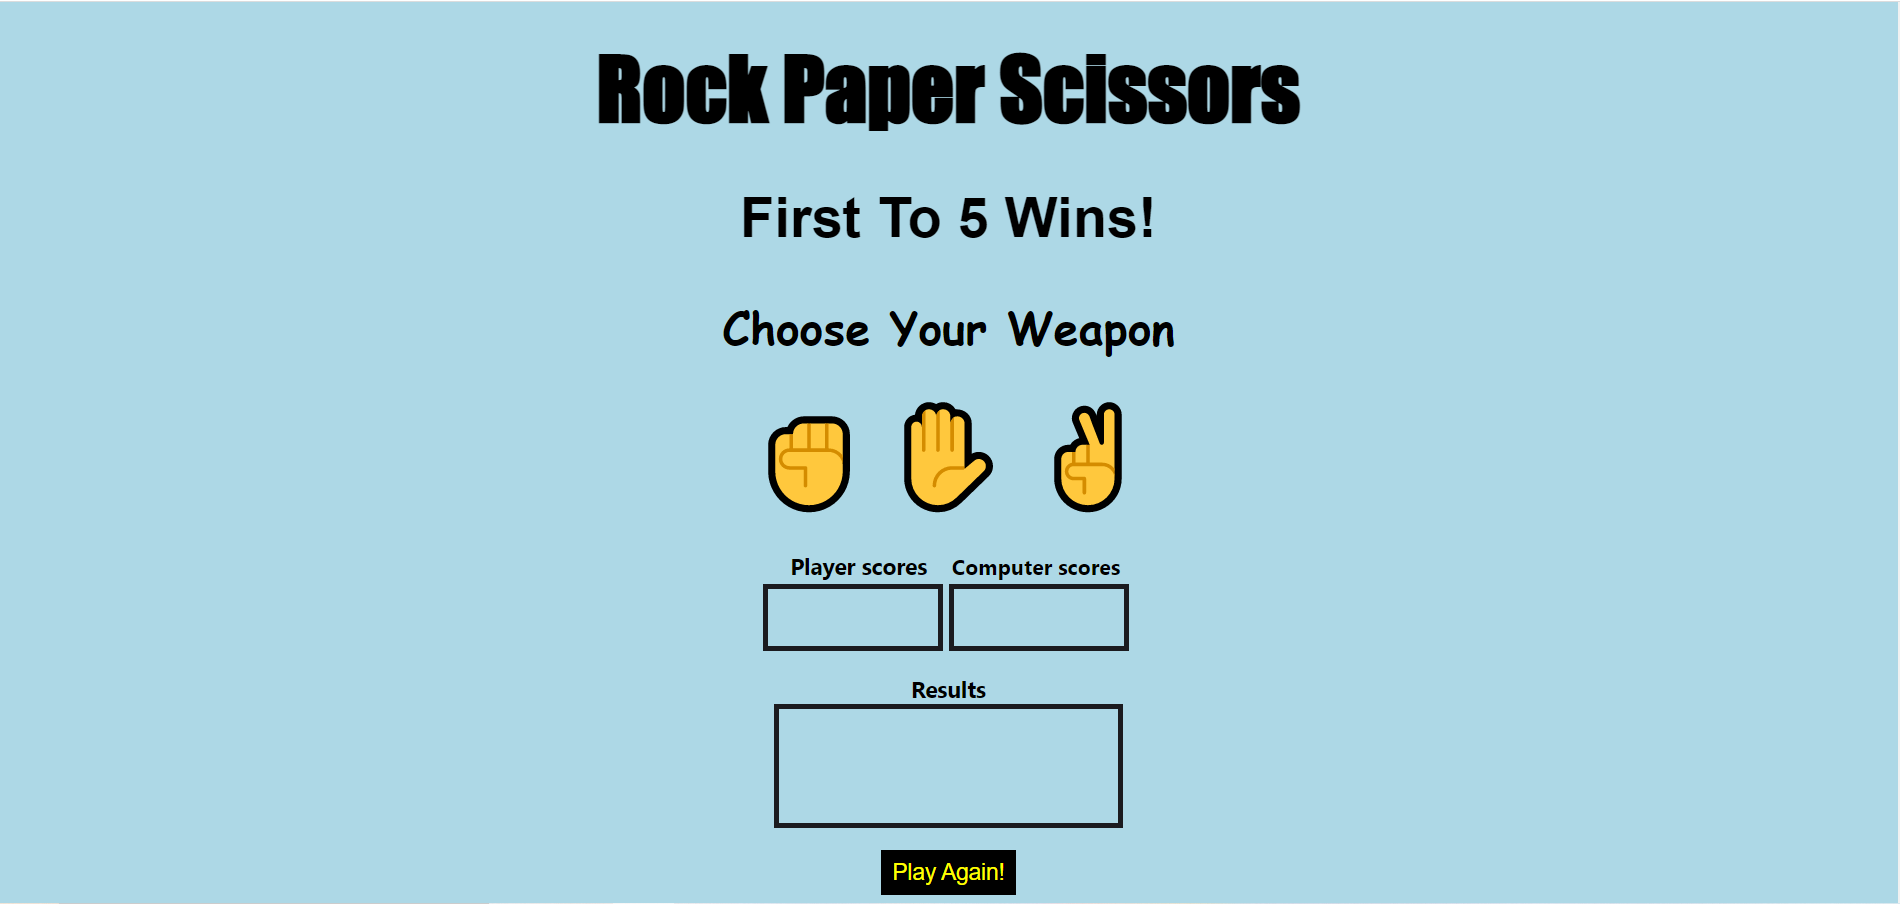 Rock Paper Scissors
First To 5 Wins!
Choose Your Weapon
Player scores Computer scores
Results
Play Again!